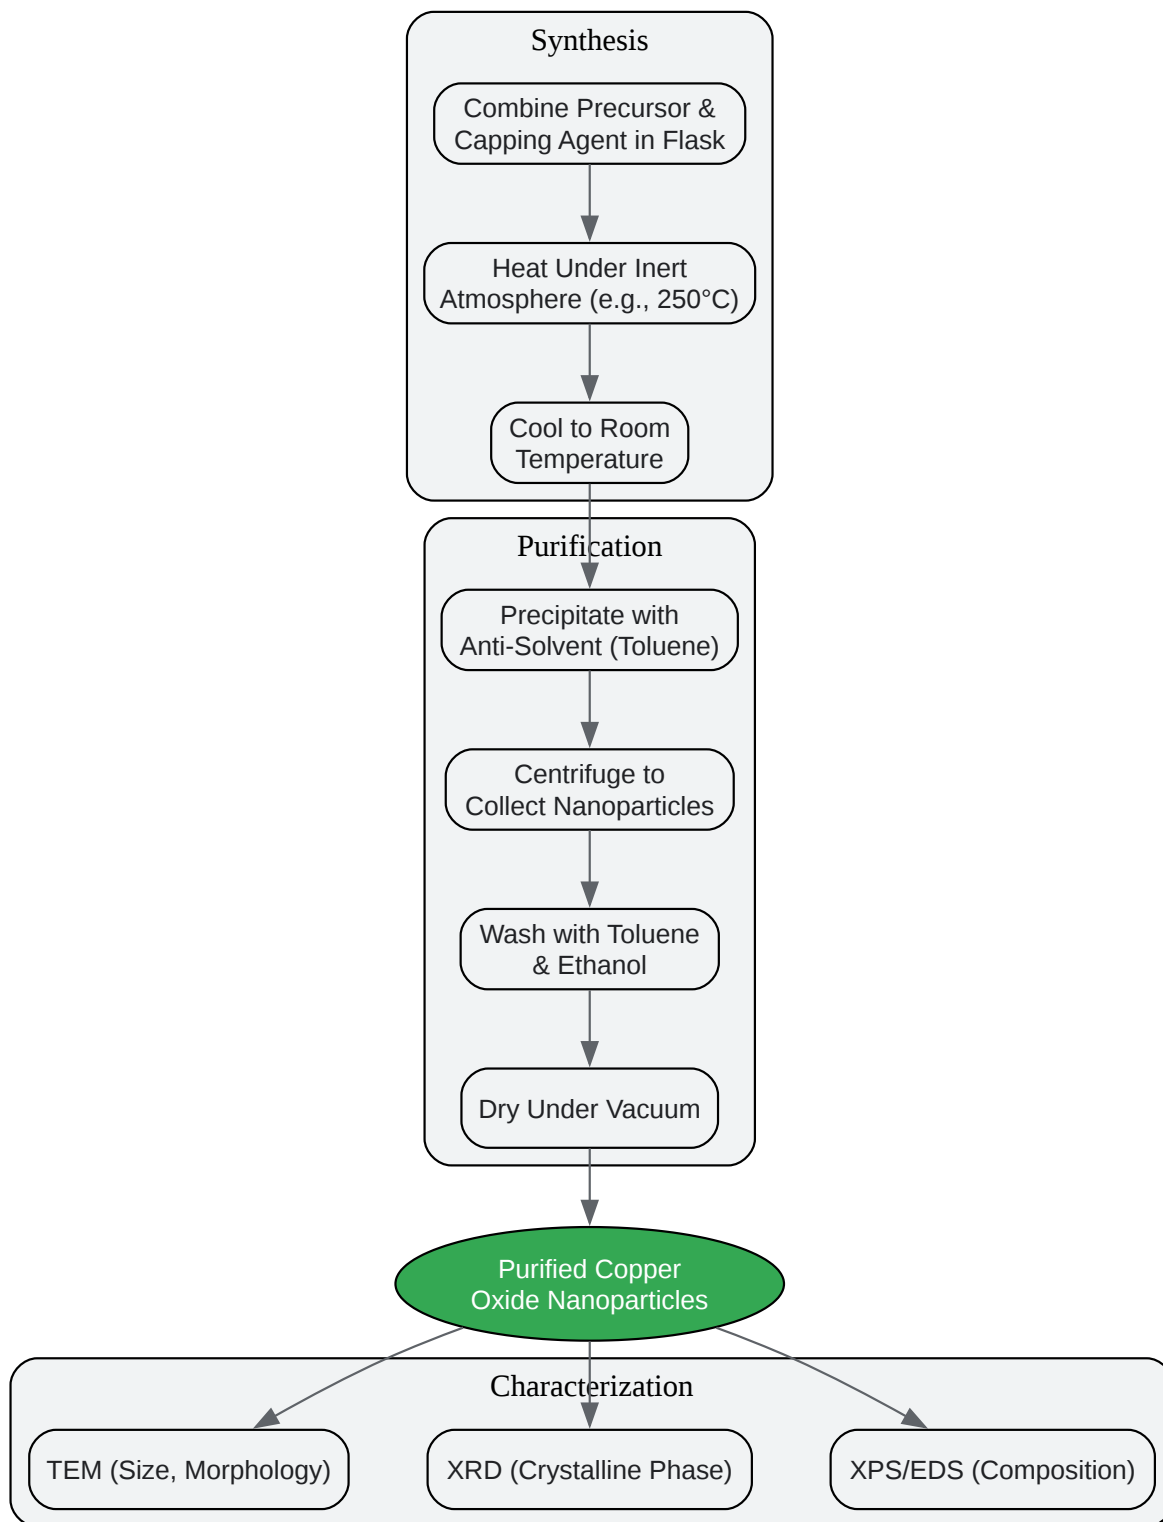 Synthesis
Combine Precursor &
Capping Agent in Flask
Heat Under Inert
Atmosphere (e.g., 250°C)
Cool to Room
Temperature
Purification
Precipitate with
Anti-Solvent (Toluene)
Centrifuge to
Collect Nanoparticles
Wash with Toluene
& Ethanol
Dry Under Vacuum
Purified Copper
Oxide Nanoparticles
Characterization
TEM (Size, Morphology)
XRD (Crystalline Phase)
XPS/EDS (Composition)